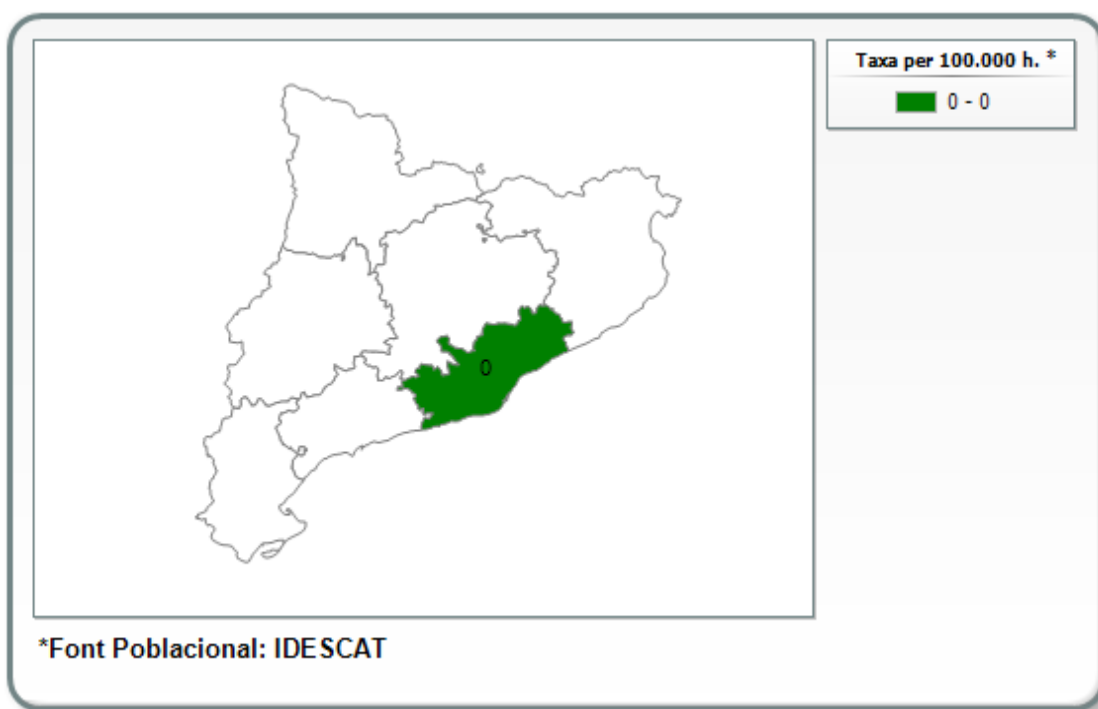 Taxa per 100.000 h. *
0 - 0
0
*Font Poblacional: IDESCAT